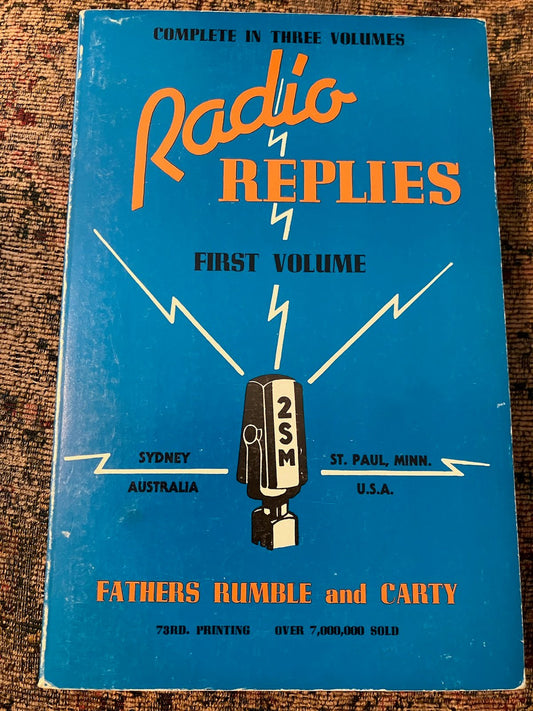 COMPLETE IN THREE VOLUMES
Radio
REPLIES
FIRST VOLUME
2SM
SYDNEY
AUSTRALIA
ST. PAUL, MINN.
U.S.A.
FATHERS RUMBLE and CARTY
73RD. PRINTING OVER 7,000,000 SOLD